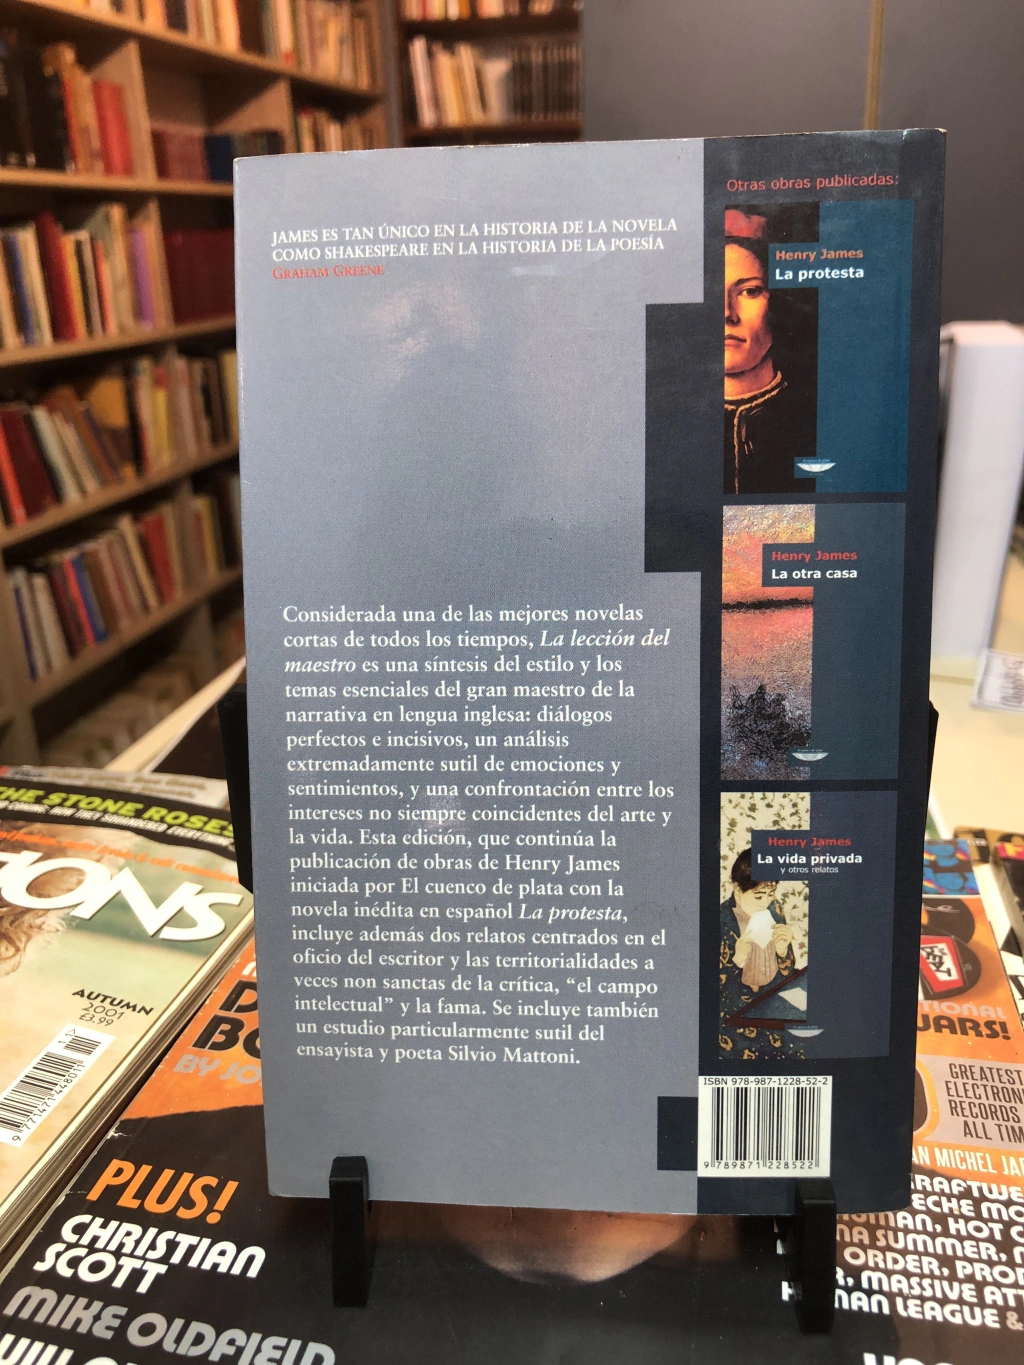 JAMES ES TAN ÚNICO EN LA HISTORIA DE LA NOVELA
COMO SHAKESPEARE EN LA HISTORIA DE LA POESÍA
GRAHAM GREENE
Considerada una de las mejores novelas
cortas de todos los tiempos, La lección del
maestro es una síntesis del estilo y los
temas esenciales del gran maestro de la
narrativa en lengua inglesa: diálogos
perfectos e incisivos, un análisis
extremadamente sutil de emociones y
sentimientos, y una confrontación entre los
intereses no siempre coincidentes del arte y
la vida. Esta edición, que continúa la
publicación de obras de Henry James
iniciada por El cuenco de plata con la
novela inédita en español La protesta,
incluye además dos relatos centrados en el
oficio del escritor y las territorialidades a
veces non sanctas de la crítica, “el campo
intelectual” y la fama. Se incluye también
un estudio particularmente sutil del
ensayista y poeta Silvio Mattoni.
Otras obras publicadas:
Henry James
La protesta
Henry James
La otra casa
Henry James
La vida privada
y otros relatos
ISBN 978-987-1228-52-2
9 789871 228522
THE STONE ROSES
AUTUMN
2001
£3.99
9 771471 448011
PLUS!
CHRISTIAN
SCOTT
MIKE OLDFIELD
WARS!
GREATEST
ELECTRONIC
RECORDS
ALL TIME
MICHEL
SUMMER,
ORDER,
MASSIVE
LEAGUE &